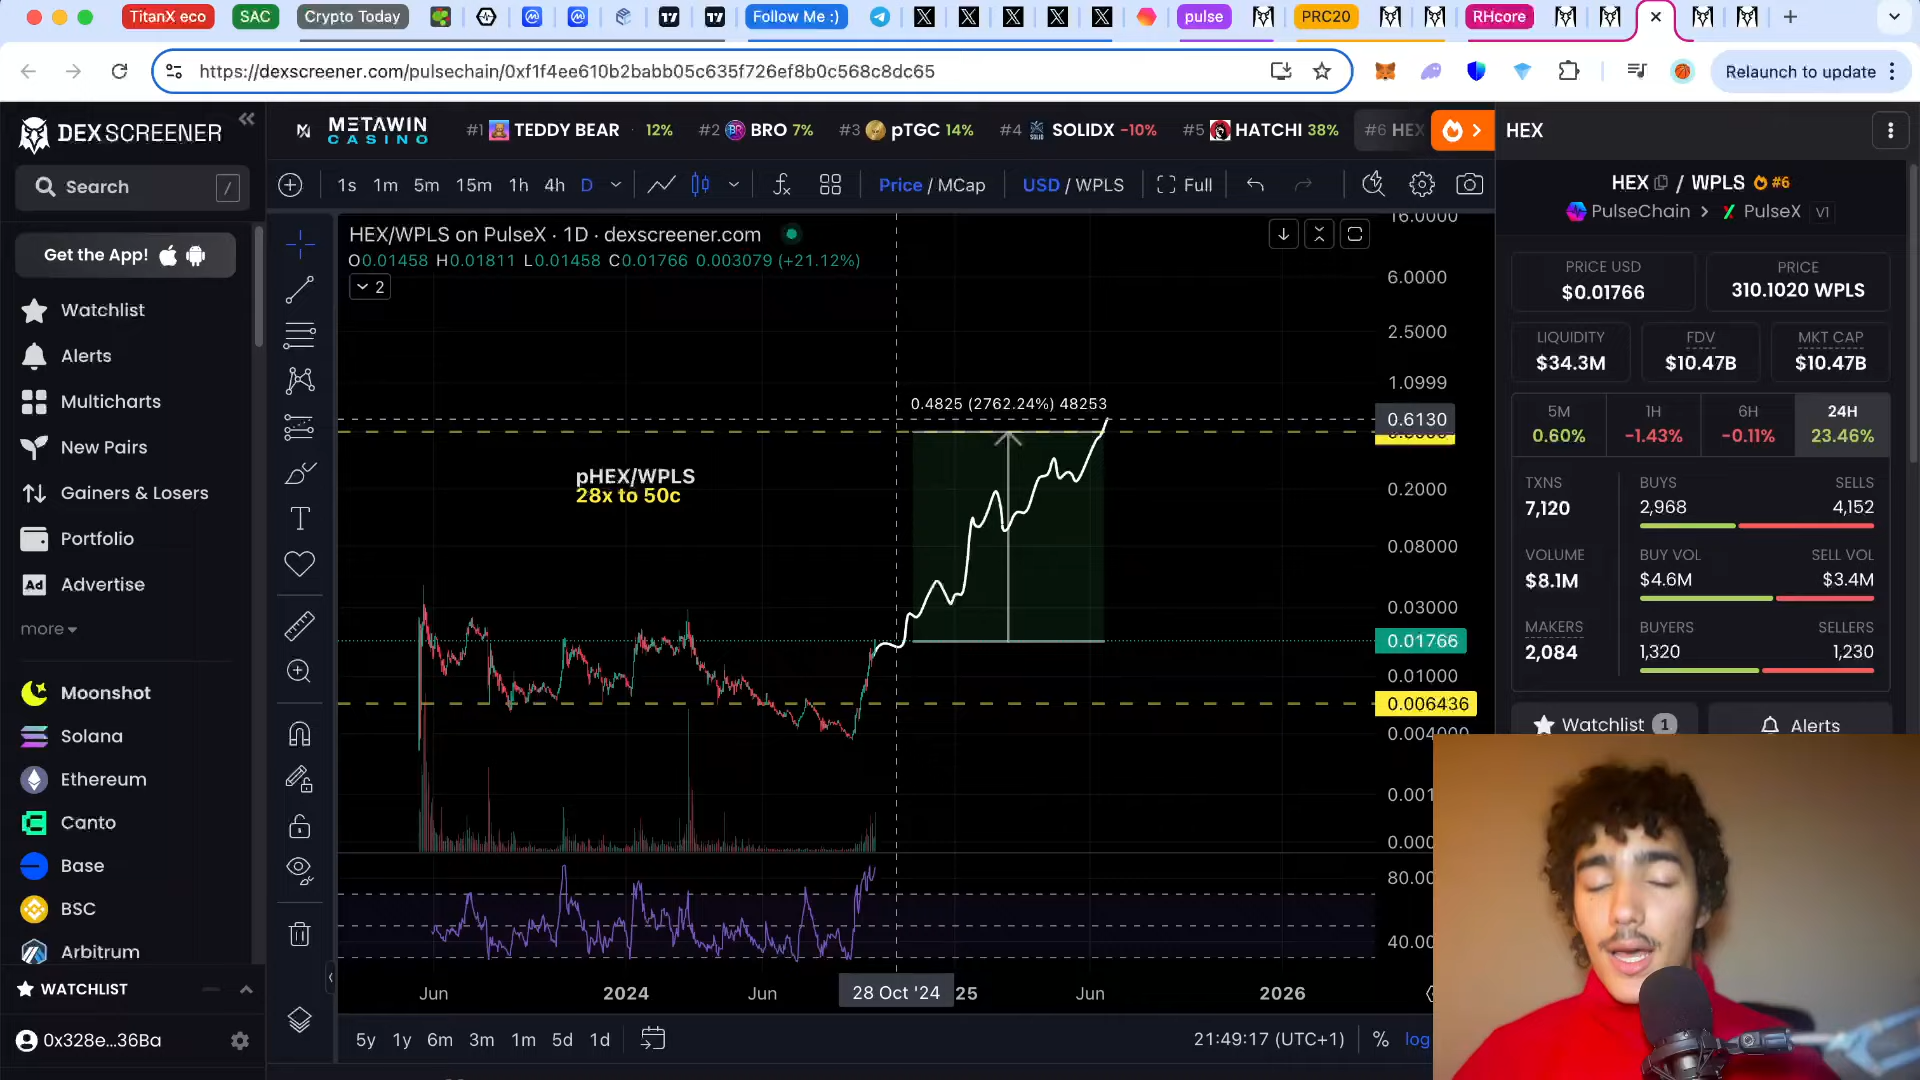 TitanX eco
SAC
Crypto Today
Follow Me :)
pulse
PRC20
RHcore
https://dexscreener.com/pulsechain/0xf1f4ee610b2babb05c635f726ef8b0c568c8dc65
Relaunch to update
DEX SCREENER
Search
/
Get the App!
Watchlist
Alerts
Multicharts
New Pairs
Gainers & Losers
Portfolio
Ad
Advertise
more
Moonshot
Solana
Ethereum
Canto
Base
BSC
Arbitrum
WATCHLIST
0x328e...36Ba
METAWIN
CASINO
#1 TEDDY BEAR 12%
#2 BRO 7%
#3 pTGC 14%
#4 SOLIDX -10%
#5 HATCHI 38%
#6 HEX
1s 1m 5m 15m 1h 4h D
Price / MCap
USD / WPLS
Full
HEX/WPLS on PulseX · 1D · dexscreener.com
O0.01458 H0.01811 L0.01458 C0.01766 0.003079 (+21.12%)
2
0.4825 (2762.24%) 48253
pHEX/WPLS
28x to 50c
16.0000
6.0000
2.5000
1.0999
0.6130
0.2000
0.08000
0.03000
0.01766
0.01000
0.006436
80.00
40.00
Jun
2024
Jun
28 Oct '24
25
Jun
2026
5y 1y 6m 3m 1m 5d 1d
21:49:17 (UTC+1)
%
log
HEX
HEX / WPLS #6
PulseChain > PulseX V1
PRICE USD
$0.01766
PRICE
310.1020 WPLS
LIQUIDITY
$34.3M
FDV
$10.47B
MKT CAP
$10.47B
5M
0.60%
1H
-1.43%
6H
-0.11%
24H
23.46%
TXNS
7,120
BUYS
2,968
SELLS
4,152
VOLUME
$8.1M
BUY VOL
$4.6M
SELL VOL
$3.4M
MAKERS
2,084
BUYERS
1,320
SELLERS
1,230
Watchlist 1
Alerts